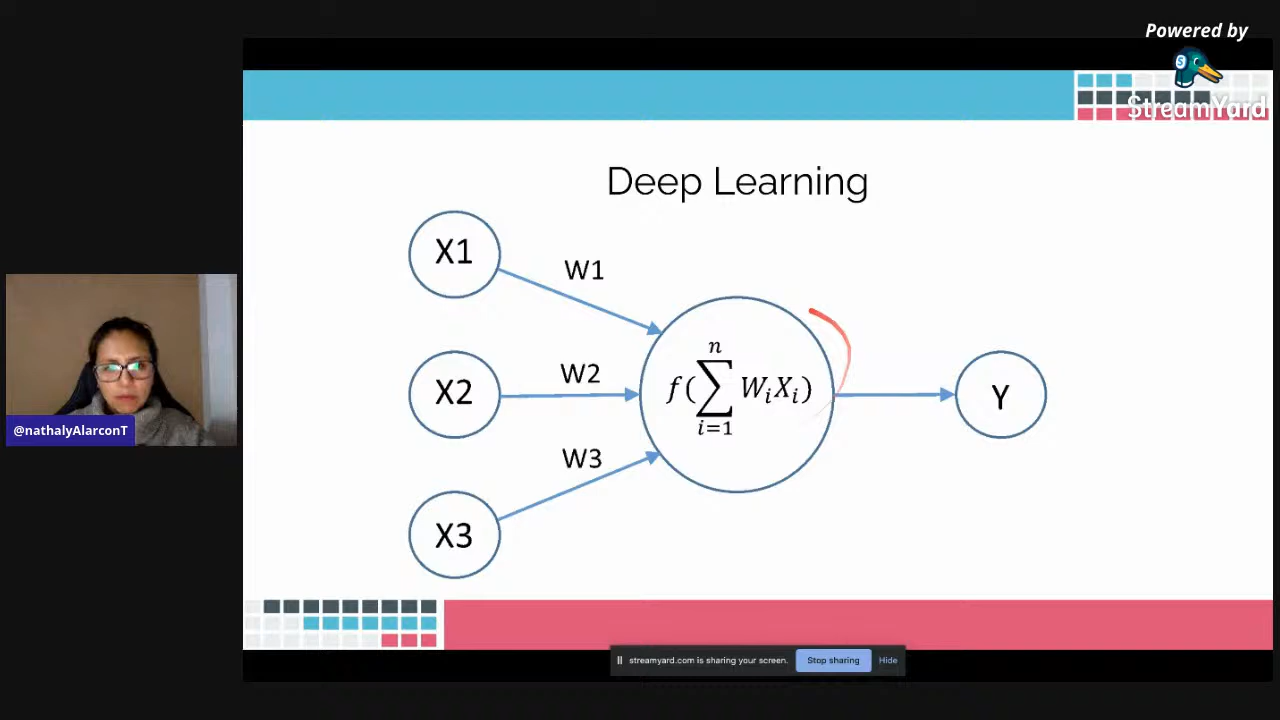 Powered by
StreamYard
Deep Learning
X1
W1
X2
W2
X3
W3
f(∑ᵢ₌₁ⁿ WᵢXᵢ)
Y
@nathalyAlarconT
streamyard.com is sharing your screen.
Stop sharing
Hide